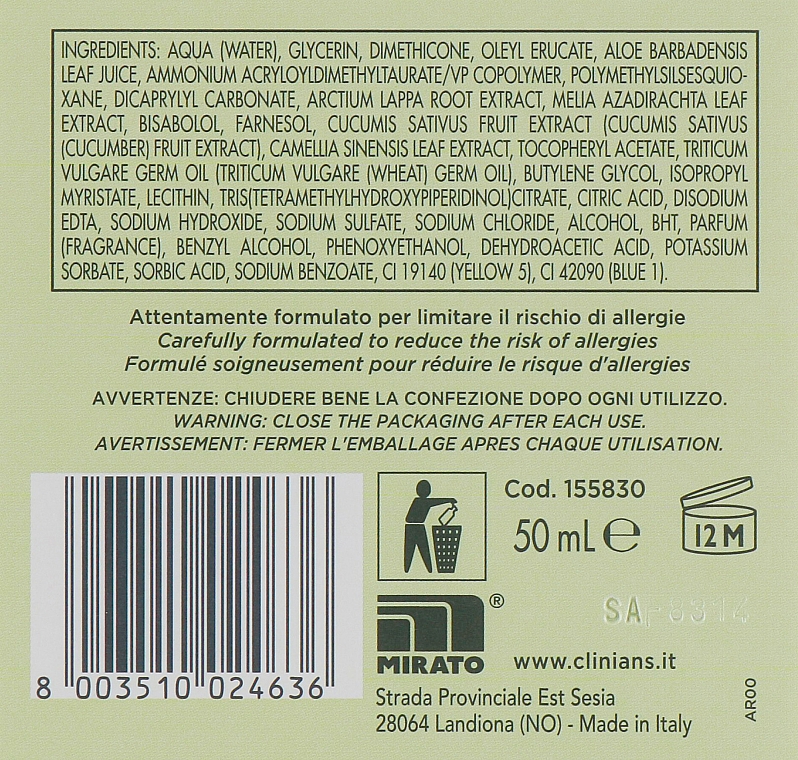 INGREDIENTS: AQUA (WATER), GLYCERIN, DIMETHICONE, OLEYL ERUCATE, ALOE BARBADENSIS
LEAF JUICE, AMMONIUM ACRYLOYLDIMETHYLTAURATE/VP COPOLYMER, POLYMETHYLSILSESQUIO-
XANE, DICAPRYLYL CARBONATE, ARCTIUM LAPPA ROOT EXTRACT, MELIA AZADIRACHTA LEAF
EXTRACT, BISABOLOL, FARNESOL, CUCUMIS SATIVUS FRUIT EXTRACT (CUCUMIS SATIVUS
(CUCUMBER) FRUIT EXTRACT), CAMELLIA SINENSIS LEAF EXTRACT, TOCOPHERYL ACETATE, TRITICUM
VULGARE GERM OIL (TRITICUM VULGARE (WHEAT) GERM OIL), BUTYLENE GLYCOL, ISOPROPYL
MYRISTATE, LECITHIN, TRIS(TETRAMETHYLHYDROXYPIPERIDINOL)CITRATE, CITRIC ACID, DISODIUM
EDTA, SODIUM HYDROXIDE, SODIUM SULFATE, SODIUM CHLORIDE, ALCOHOL, BHT, PARFUM
(FRAGRANCE), BENZYL ALCOHOL, PHENOXYETHANOL, DEHYDROACETIC ACID, POTASSIUM
SORBATE, SORBIC ACID, SODIUM BENZOATE, CI 19140 (YELLOW 5), CI 42090 (BLUE 1).
Attentamente formulato per limitare il rischio di allergie
Carefully formulated to reduce the risk of allergies
Formulé soigneusement pour réduire le risque d'allergies
AVVERTENZE: CHIUDERE BENE LA CONFEZIONE DOPO OGNI UTILIZZO.
WARNING: CLOSE THE PACKAGING AFTER EACH USE.
AVERTISSEMENT: FERMER L'EMBALLAGE APRES CHAQUE UTILISATION.
Cod. 155830
50 mL e
12 M
MIRATO®
www.clinians.it
Strada Provinciale Est Sesia
28064 Landiona (NO) - Made in Italy
AR00
8 003510 024636